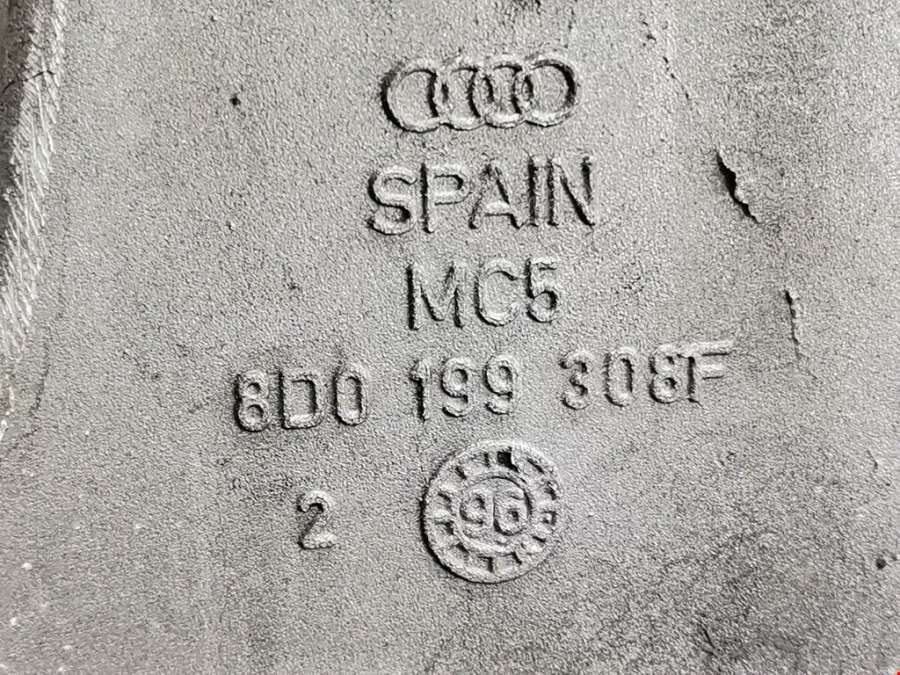 SPAIN
MC5
8D0 199 308F
2 96